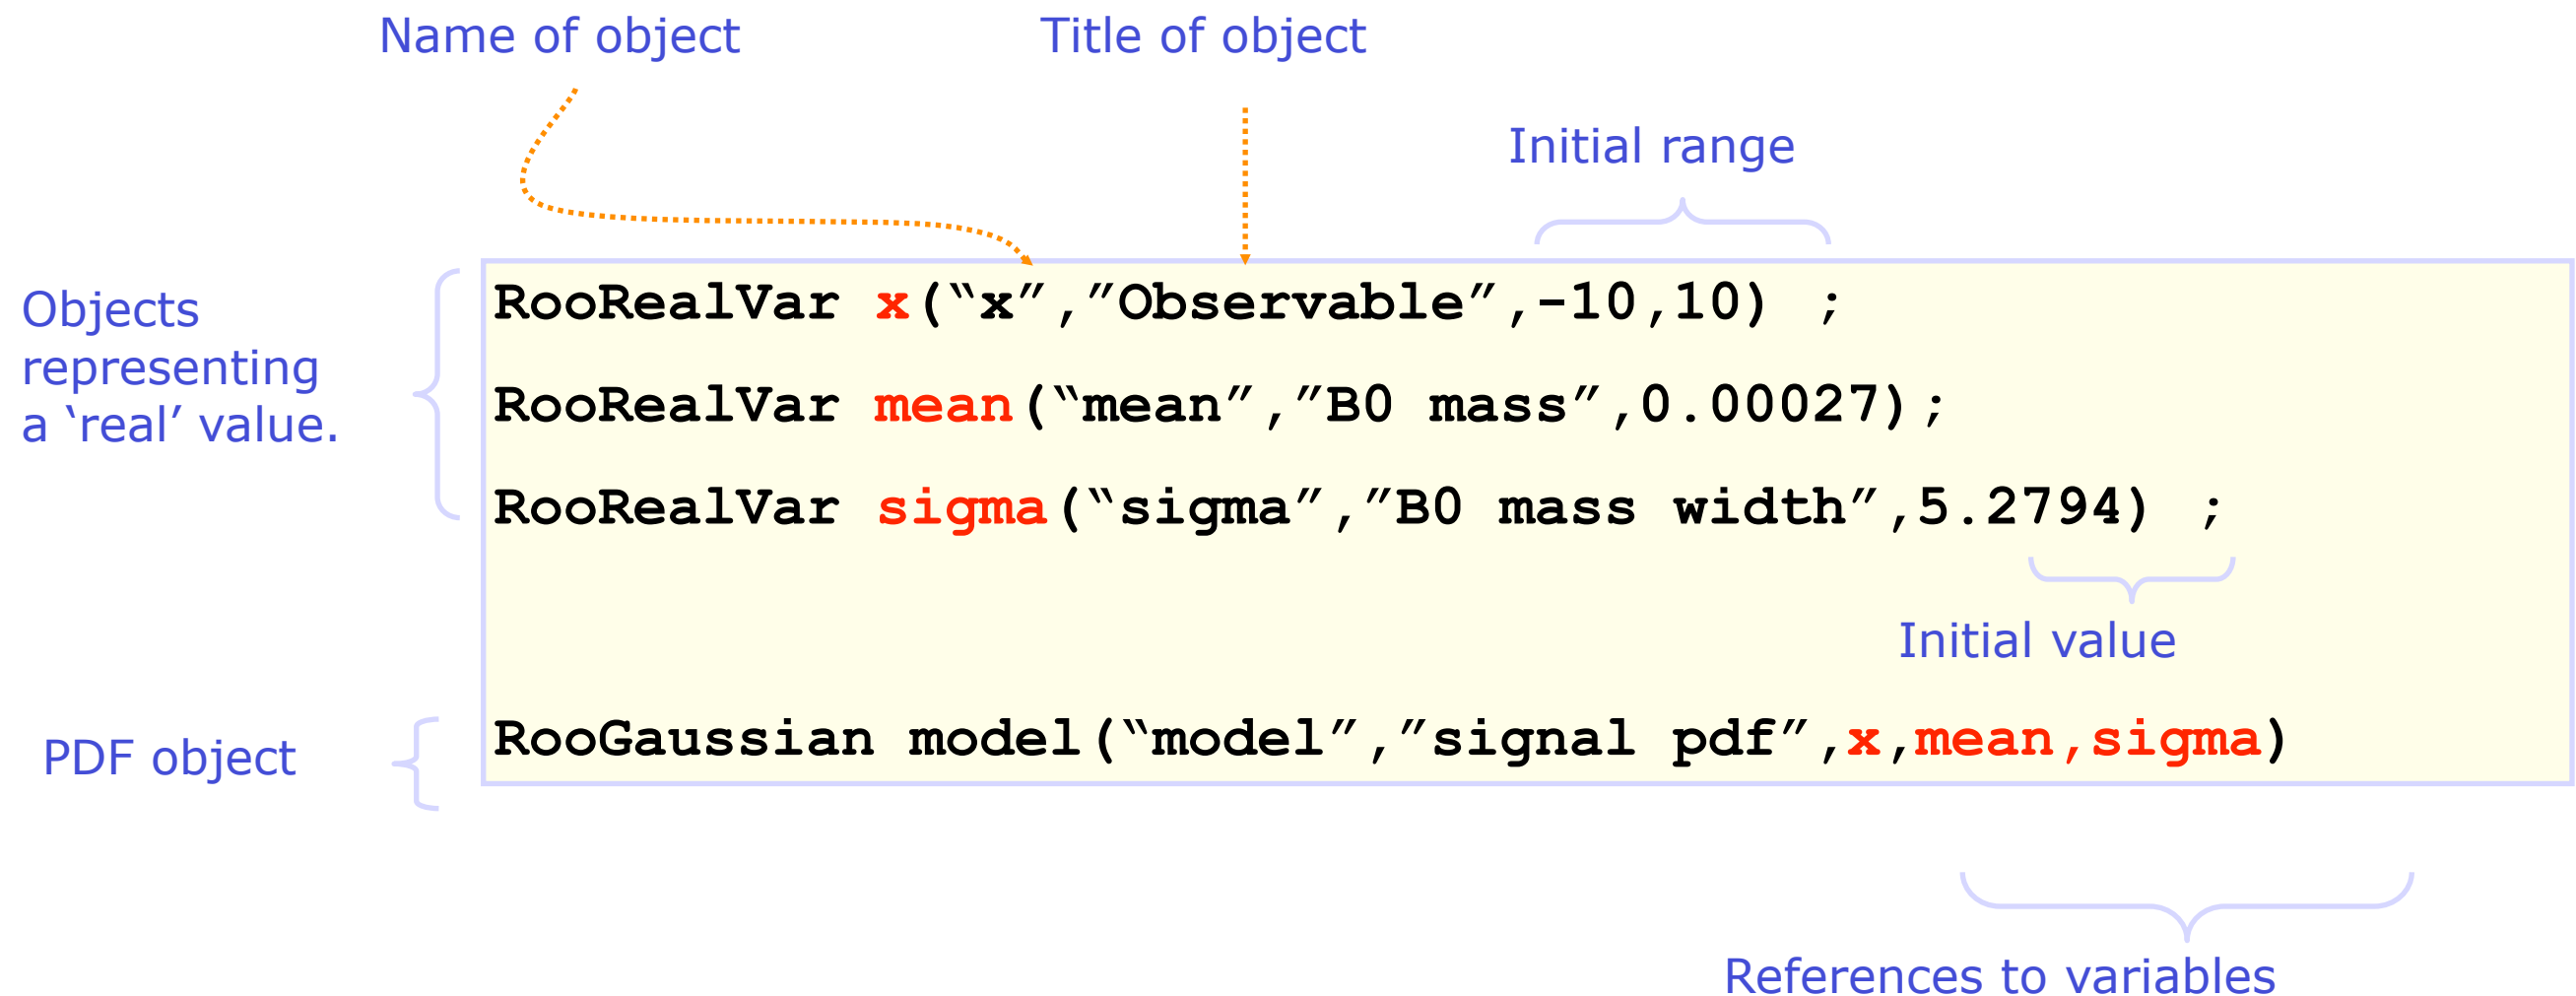 Name of object
Title of object
Initial range
Objects
representing
a ‘real’ value.
RooRealVar x(“x”,”Observable”,-10,10) ;
RooRealVar mean(“mean”,”B0 mass”,0.00027);
RooRealVar sigma(“sigma”,”B0 mass width”,5.2794) ;
Initial value
PDF object
RooGaussian model(“model”,”signal pdf”,x,mean,sigma)
References to variables